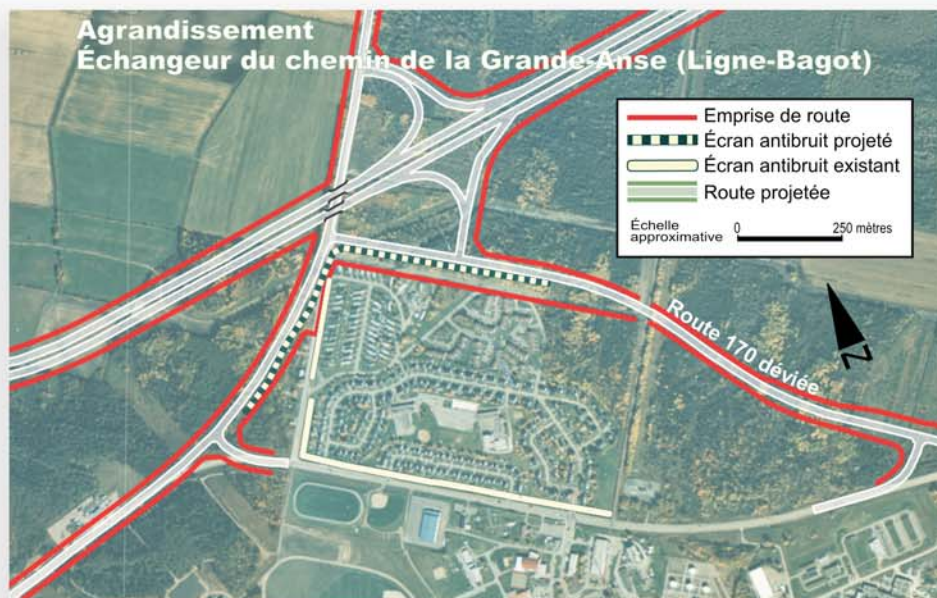 Agrandissement
Échangeur du chemin de la Grande-Anse (Ligne-Bagot)
Emprise de route
Écran antibruit projeté
Écran antibruit existant
Route projetée
Échelle
approximative 0 250 mètres
Route 170 déviée
N